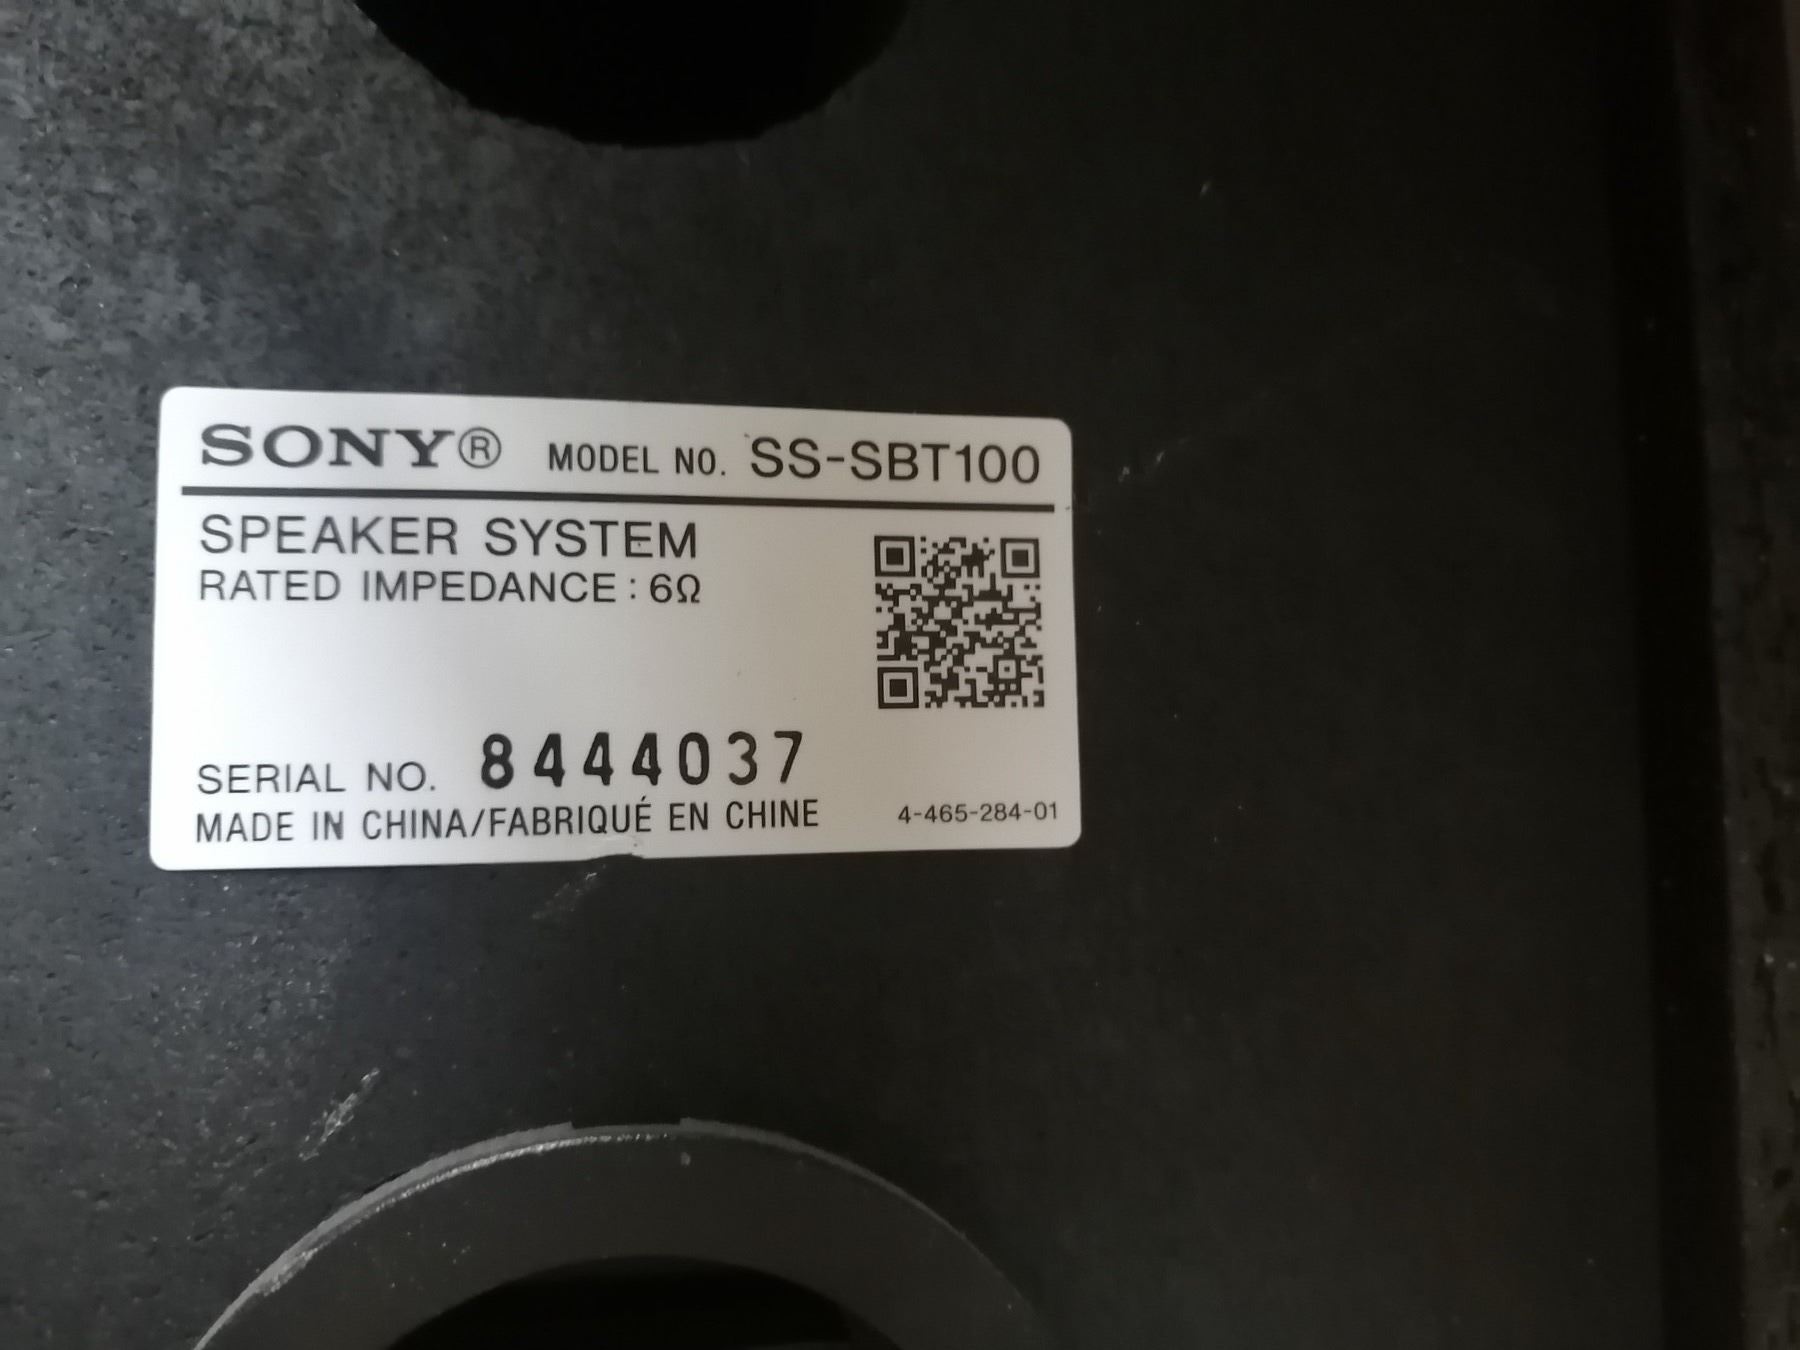 SONY® MODEL NO. SS-SBT100
SPEAKER SYSTEM
RATED IMPEDANCE : 6Ω
SERIAL NO. 8444037
MADE IN CHINA/FABRIQUÉ EN CHINE 4-465-284-01